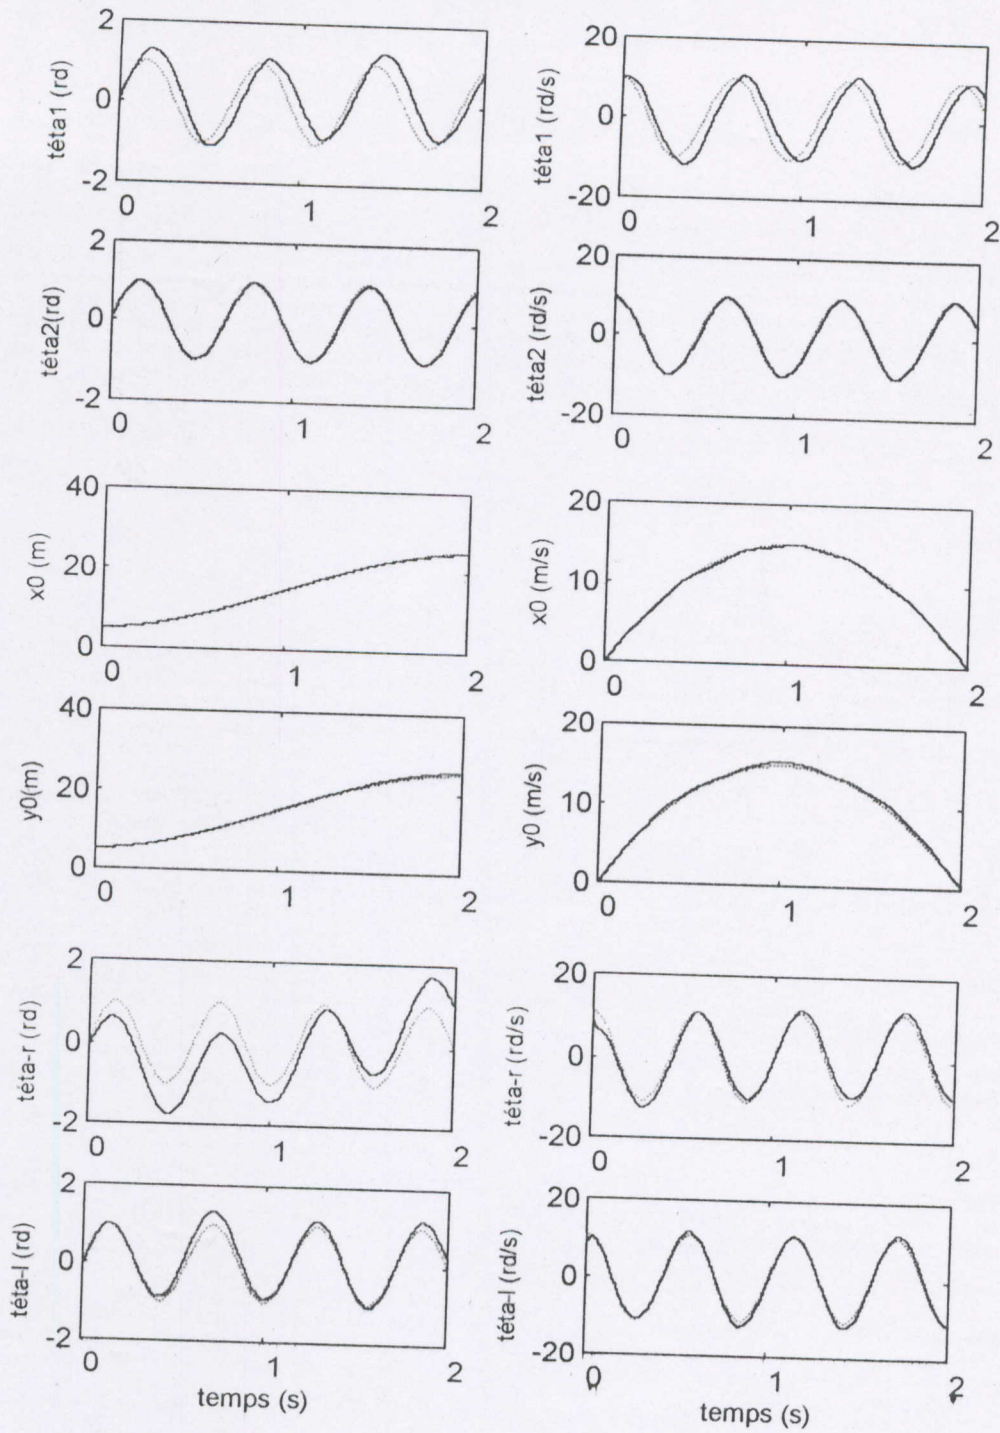 2
téta1 (rd)
0
-2
0 1 2
20
téta1 (rd/s)
0
-20
0 1 2
2
téta2(rd)
0
-2
0 1 2
20
téta2 (rd/s)
0
-20
0 1 2
40
x0 (m)
20
0
0 1 2
20
x0 (m/s)
10
0
0 1 2
40
y0(m)
20
0
0 1 2
20
y0 (m/s)
10
0
0 1 2
2
téta-r (rd)
0
-2
0 1 2
20
téta-r (rd/s)
0
-20
0 1 2
2
téta-l (rd)
0
-2
0 1 2
temps (s)
20
téta-l (rd/s)
0
-20
0 1 2
temps (s)